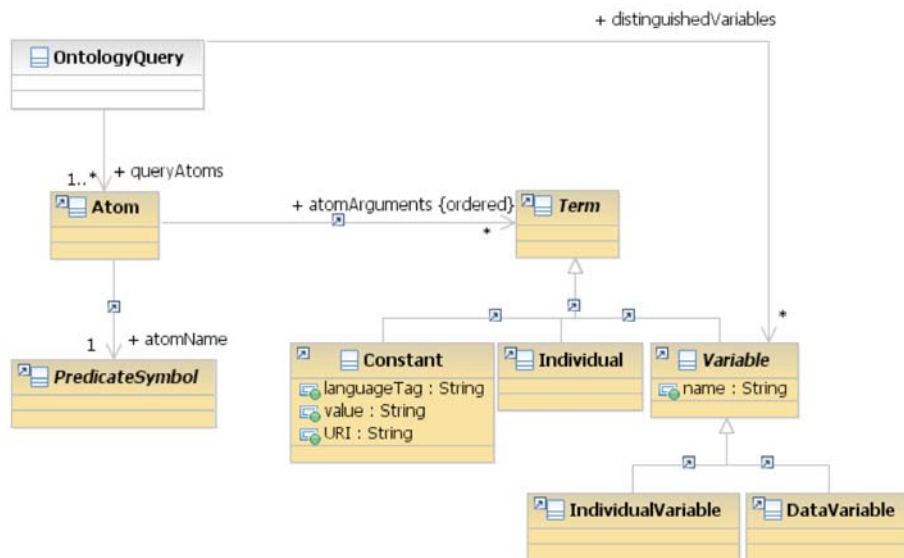 + distinguishedVariables
OntologyQuery
1..*
+ queryAtoms
Atom
+ atomArguments {ordered}
*
Term
1
+ atomName
*
PredicateSymbol
Constant
languageTag : String
value : String
URI : String
Individual
Variable
name : String
IndividualVariable
DataVariable